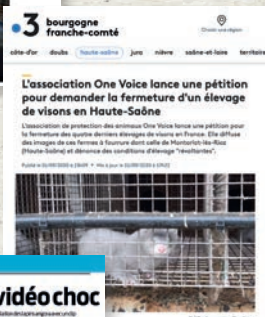 3 bourgogne
franche-comté
Choisir une région
côte-d'or doubs haute-saône jura nièvre saône-et-loire territoire
L'association One Voice lance une pétition
pour demander la fermeture d'un élevage
de visons en Haute-Saône
L'association de protection des animaux One Voice lance une pétition pour
la fermeture des quatre derniers élevages de visons en France. Elle diffuse
des images de ces fermes à fourrure dont celle de Montarlot-lès-Rioz
(Haute-Saône) et dénonce des conditions d'élevage "révoltantes".
vidéo choc